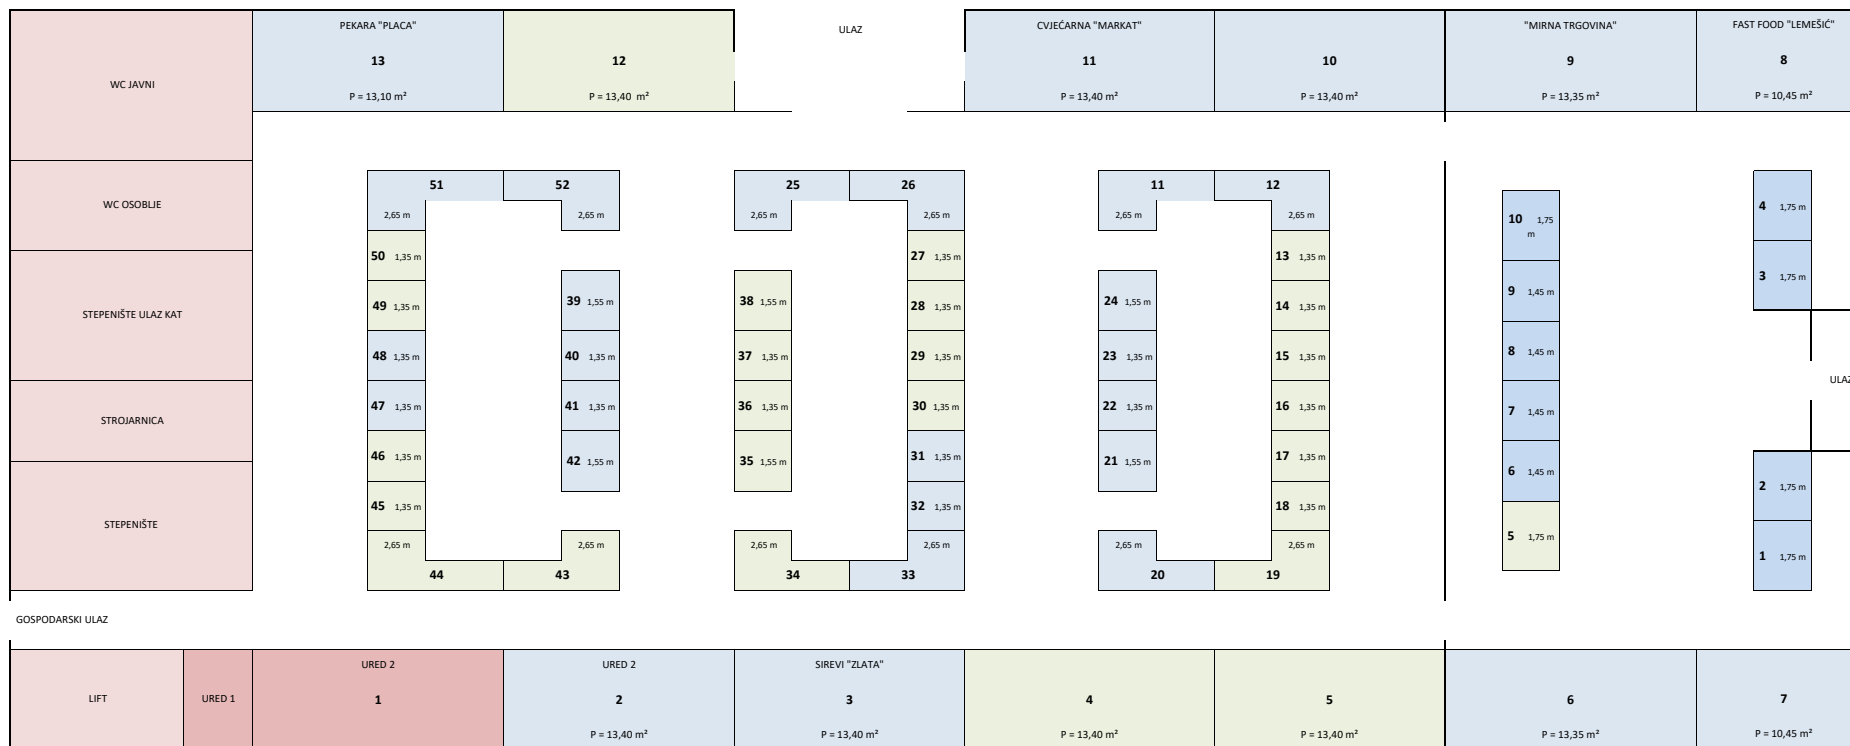 PEKARA "PLACA"
13
P = 13,10 m²
12
P = 13,40 m²
ULAZ
CVJEĆARNA "MARKAT"
11
P = 13,40 m²
10
P = 13,40 m²
"MIRNA TRGOVINA"
9
P = 13,35 m²
FAST FOOD "LEMEŠIĆ"
8
P = 10,45 m²
WC JAVNI
WC OSOBLJE
STEPENIŠTE ULAZ KAT
STROJARNICA
STEPENIŠTE
51
2,65 m
52
2,65 m
50 1,35 m
49 1,35 m
48 1,35 m
47 1,35 m
46 1,35 m
45 1,35 m
2,65 m
44
39 1,55 m
40 1,35 m
41 1,35 m
42 1,55 m
2,65 m
43
25
2,65 m
26
2,65 m
38 1,55 m
37 1,35 m
36 1,35 m
35 1,55 m
2,65 m
34
27 1,35 m
28 1,35 m
29 1,35 m
30 1,35 m
31 1,35 m
32 1,35 m
2,65 m
33
11
2,65 m
12
2,65 m
24 1,55 m
23 1,35 m
22 1,35 m
21 1,55 m
2,65 m
20
13 1,35 m
14 1,35 m
15 1,35 m
16 1,35 m
17 1,35 m
18 1,35 m
2,65 m
19
10 1,75
m
9 1,45 m
8 1,45 m
7 1,45 m
6 1,45 m
5 1,75 m
4 1,75 m
3 1,75 m
ULAZ
2 1,75 m
1 1,75 m
GOSPODARSKI ULAZ
LIFT
URED 1
URED 2
1
URED 2
2
P = 13,40 m²
SIREVI "ZLATA"
3
P = 13,40 m²
4
P = 13,40 m²
5
P = 13,40 m²
6
P = 13,35 m²
7
P = 10,45 m²